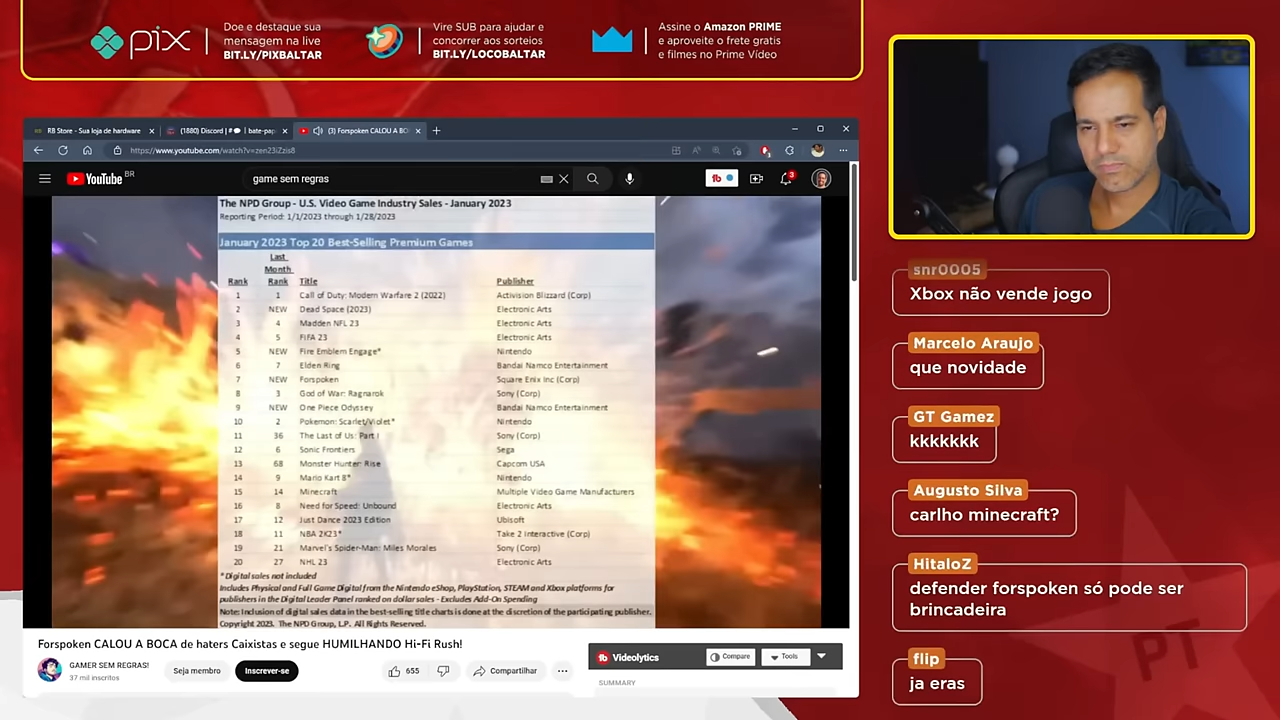 pix
Doe e destaque sua
mensagem na live
BIT.LY/PIXBALTAR
Vire SUB para ajudar e
concorrer aos sorteios
BIT.LY/LOCOBALTAR
Assine o Amazon PRIME
e aproveite o frete gratis
e filmes no Prime Vídeo
RB Store - Sua loja de hardware
(1880) Discord | #
bate-pap
(3) Forspoken CALOU A BO
https://www.youtube.com/watch?v=zen23iZzis8
YouTube BR
game sem regras
fb
3
The NPD Group - U.S. Video Game Industry Sales - January 2023
Reporting Period: 1/1/2023 through 1/28/2023
January 2023 Top 20 Best-Selling Premium Games
Rank Last Month Rank Title Publisher
1 1 Call of Duty: Modern Warfare 2 (2022) Activision Blizzard (Corp)
2 NEW Dead Space (2023) Electronic Arts
3 4 Madden NFL 23 Electronic Arts
4 5 FIFA 23 Electronic Arts
5 NEW Fire Emblem Engage* Nintendo
6 7 Elden Ring Bandai Namco Entertainment
7 NEW Forspoken Square Enix Inc (Corp)
8 3 God of War: Ragnarok Sony (Corp)
9 NEW One Piece Odyssey Bandai Namco Entertainment
10 2 Pokemon: Scarlet/Violet* Nintendo
11 36 The Last of Us: Part I Sony (Corp)
12 6 Sonic Frontiers Sega
13 68 Monster Hunter: Rise Capcom USA
14 9 Mario Kart 8* Nintendo
15 14 Minecraft Multiple Video Game Manufacturers
16 8 Need for Speed: Unbound Electronic Arts
17 12 Just Dance 2023 Edition Ubisoft
18 11 NBA 2K23* Take 2 Interactive (Corp)
19 21 Marvel's Spider-Man: Miles Morales Sony (Corp)
20 27 NHL 23 Electronic Arts
* Digital sales not included
Includes Physical and Full Game Digital from the Nintendo eShop, PlayStation, STEAM and Xbox platforms for
publishers in the Digital Leader Panel ranked on dollar sales - Excludes Add-On Spending
Note: Inclusion of digital sales data in the best-selling title charts is done at the discretion of the participating publisher.
Copyright 2023. The NPD Group, L.P. All Rights Reserved.
Forspoken CALOU A BOCA de haters Caixistas e segue HUMILHANDO Hi-Fi Rush!
GAMER SEM REGRAS!
37 mil inscritos
Seja membro
Inscrever-se
655
Compartilhar
fb Videolytics
Compare
Tools
SUMMARY
snr0005
Xbox não vende jogo
Marcelo Araujo
que novidade
GT Gamez
kkkkkkk
Augusto Silva
carlho minecraft?
HitaloZ
defender forspoken só pode ser
brincadeira
flip
ja eras
PT